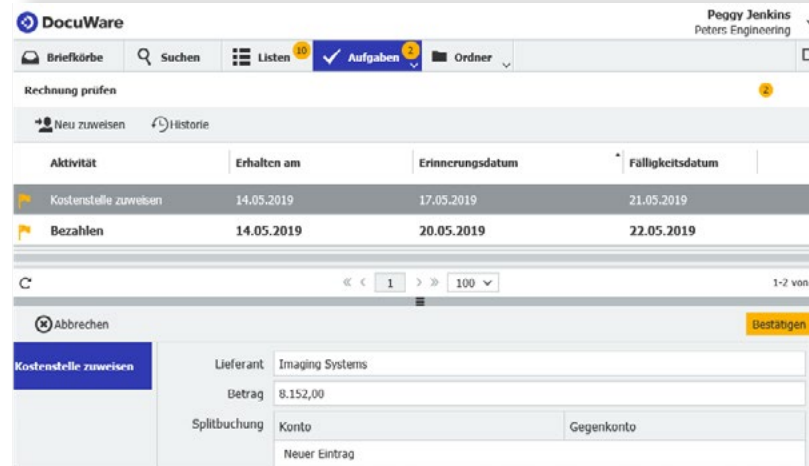 DocuWare
Peggy Jenkins
Peters Engineering
Briefkörbe Suchen Listen 10 Aufgaben 2 Ordner
Rechnung prüfen 2
Neu zuweisen Historie
Aktivität Erhalten am Erinnerungsdatum Fälligkeitsdatum
Kostenstelle zuweisen 14.05.2019 17.05.2019 21.05.2019
Bezahlen 14.05.2019 20.05.2019 22.05.2019
« < 1 > » 100 1-2 von
Abbrechen Bestätigen
Kostenstelle zuweisen Lieferant Imaging Systems
Betrag 8.152,00
Splitbuchung Konto Gegenkonto
Neuer Eintrag